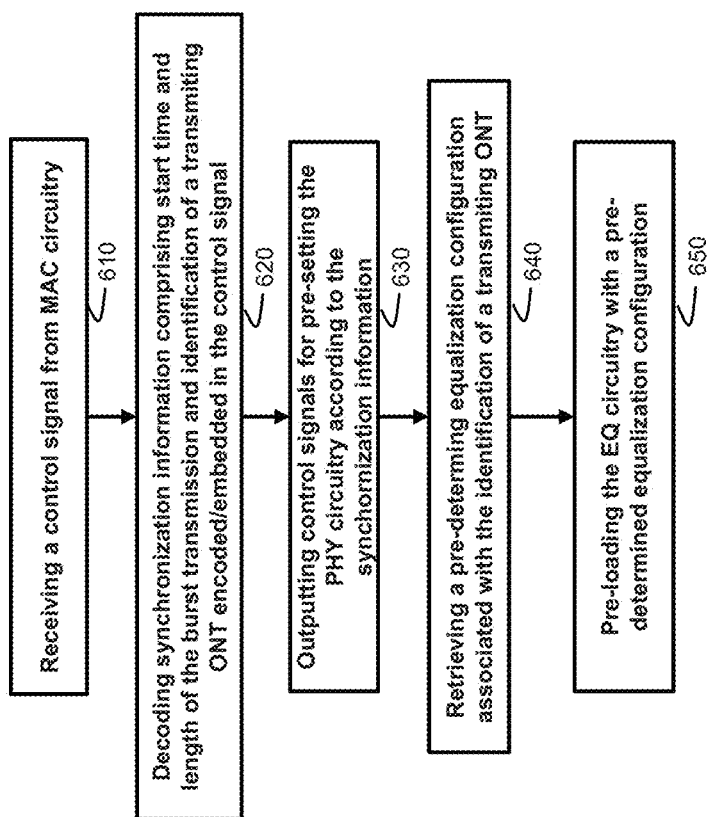 Receiving a control signal from MAC circuitry
610
Decoding synchronization information comprising start time and
length of the burst transmission and identification of a transmiting
ONT encoded/embedded in the control signal
620
Outputting control signals for pre-setting the
PHY circuitry according to the
synchornization information
630
Retrieving a pre-determing equalization configuration
associated with the identification of a transmiting ONT
640
Pre-loading the EQ circuitry with a pre-
determined equalization configuration
650